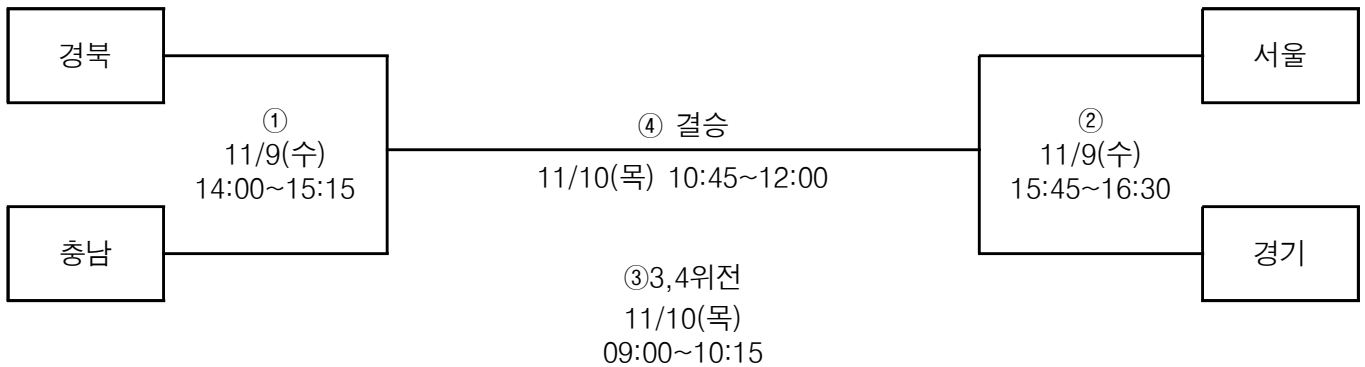 경북
서울
①
11/9(수)
14:00~15:15
④ 결승
11/10(목) 10:45~12:00
②
11/9(수)
15:45~16:30
충남
경기
③3,4위전
11/10(목)
09:00~10:15